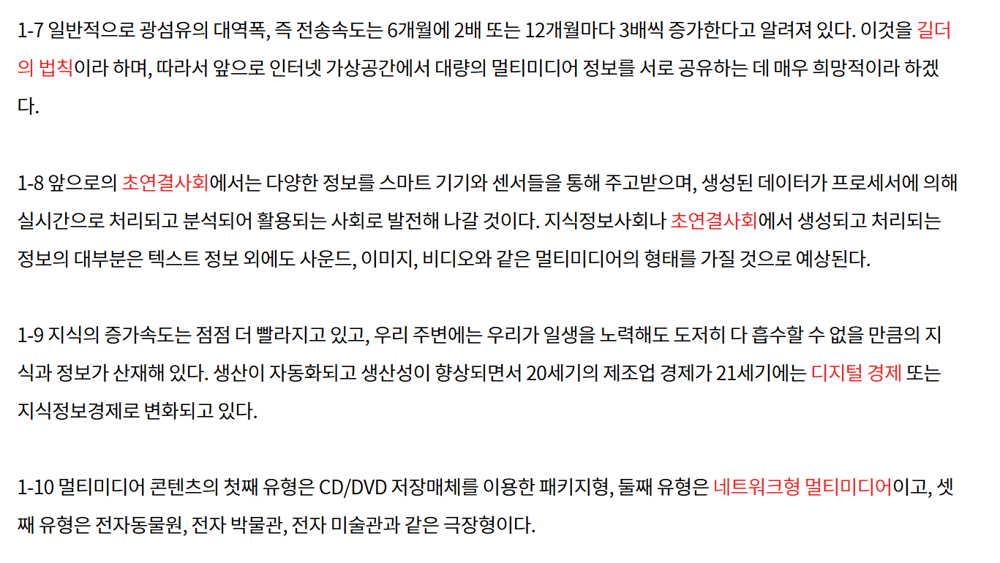 1-7 일반적으로 광섬유의 대역폭, 즉 전송속도는 6개월에 2배 또는 12개월마다 3배씩 증가한다고 알려져 있다. 이것을 길더
의 법칙이라 하며, 따라서 앞으로 인터넷 가상공간에서 대량의 멀티미디어 정보를 서로 공유하는 데 매우 희망적이라 하겠
다.
1-8 앞으로의 초연결사회에서는 다양한 정보를 스마트 기기와 센서들을 통해 주고받으며, 생성된 데이터가 프로세서에 의해
실시간으로 처리되고 분석되어 활용되는 사회로 발전해 나갈 것이다. 지식정보사회나 초연결사회에서 생성되고 처리되는
정보의 대부분은 텍스트 정보 외에도 사운드, 이미지, 비디오와 같은 멀티미디어의 형태를 가질 것으로 예상된다.
1-9 지식의 증가속도는 점점 더 빨라지고 있고, 우리 주변에는 우리가 일생을 노력해도 도저히 다 흡수할 수 없을 만큼의 지
식과 정보가 산재해 있다. 생산이 자동화되고 생산성이 향상되면서 20세기의 제조업 경제가 21세기에는 디지털 경제 또는
지식정보경제로 변화되고 있다.
1-10 멀티미디어 콘텐츠의 첫째 유형은 CD/DVD 저장매체를 이용한 패키지형, 둘째 유형은 네트워크형 멀티미디어이고, 셋
째 유형은 전자동물원, 전자 박물관, 전자 미술관과 같은 극장형이다.